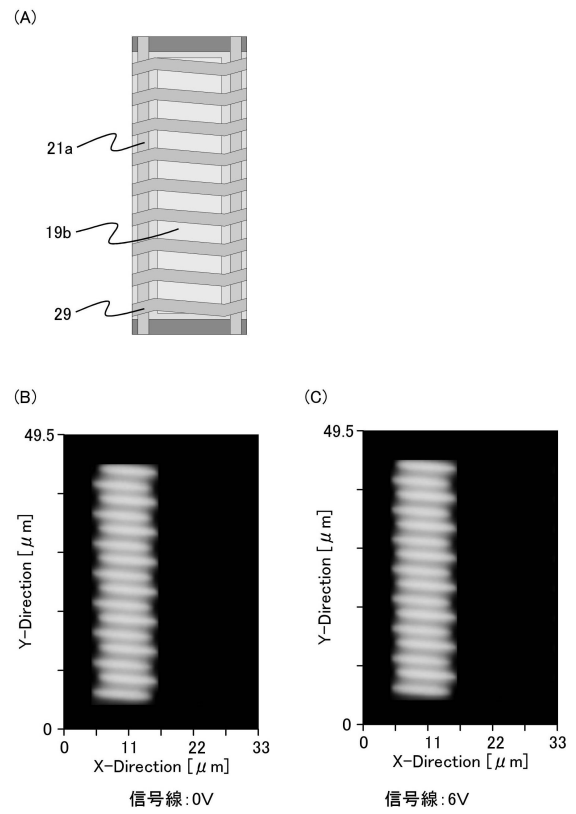 (A)
21a
19b
29
(B)
(C)
49.5
49.5
Y-Direction [μm]
Y-Direction [μm]
0
0
0 11 22 33
0 11 22 33
X-Direction [μm]
X-Direction [μm]
信号線:0V
信号線:6V